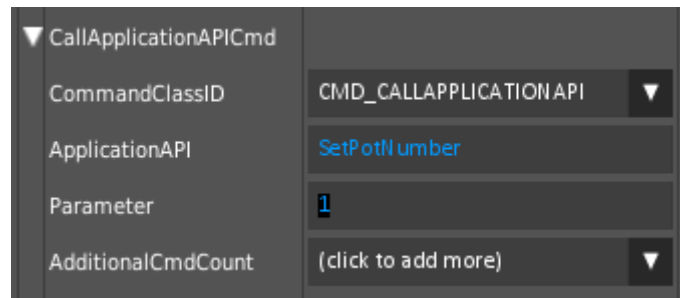 CallApplicationAPICmd
CommandClassID CMD_CALLAPPLICATIONAPI
ApplicationAPI SetPotNumber
Parameter 1
AdditionalCmdCount (click to add more)